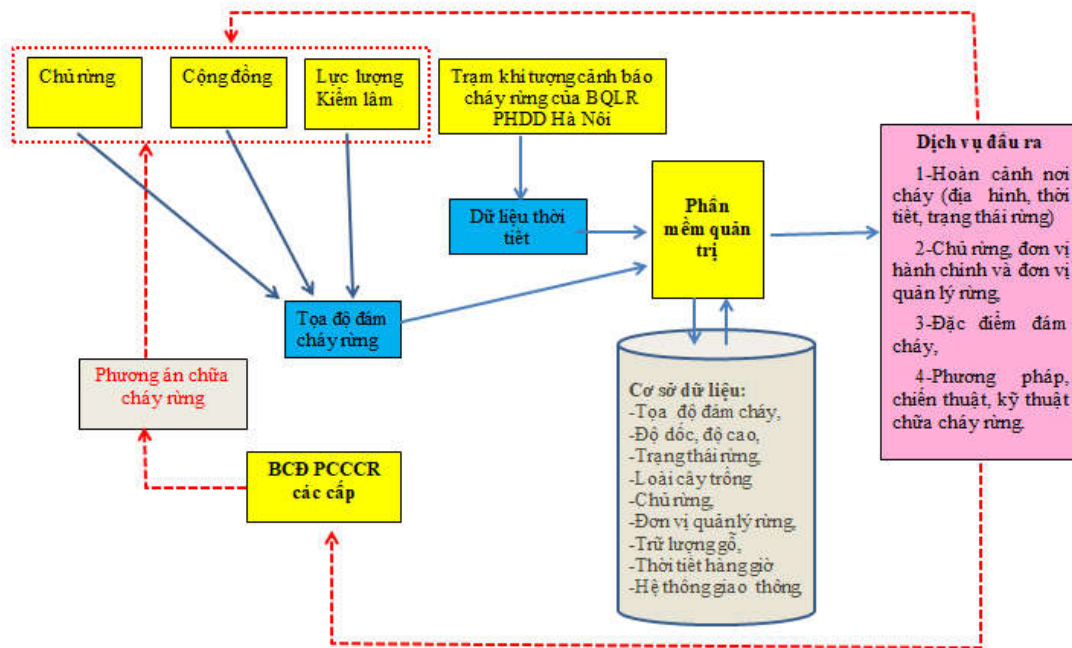 Chủ rừng
Cộng đồng
Lực lượng
Kiểm lâm
Trạm khí tượng cảnh báo
cháy rừng của BQLR
PHDD Hà Nôi
Dữ liệu thời
tiết
Phần
mềm quản
trị
Dịch vụ đầu ra
1-Hoàn cảnh nơi
cháy (địa hình, thời
tiết, trạng thái rừng)
2-Chủ rừng, đơn vị
hành chính và đơn vị
quản lý rừng,
3-Đặc điểm đám
cháy,
4-Phương pháp,
chiến thuật, kỹ thuật
chữa cháy rừng.
Tọa độ đám
cháy rừng
Phương án chữa
cháy rừng
BCĐ PCCCR
các cấp
Cơ sở dữ liệu:
-Tọa độ đám cháy,
-Độ dốc, độ cao,
-Trạng thái rừng,
-Loài cây trồng
-Chủ rừng,
-Đơn vị quản lý rừng,
-Trữ lượng gỗ,
-Thời tiết hàng giờ
-Hệ thông giao thông